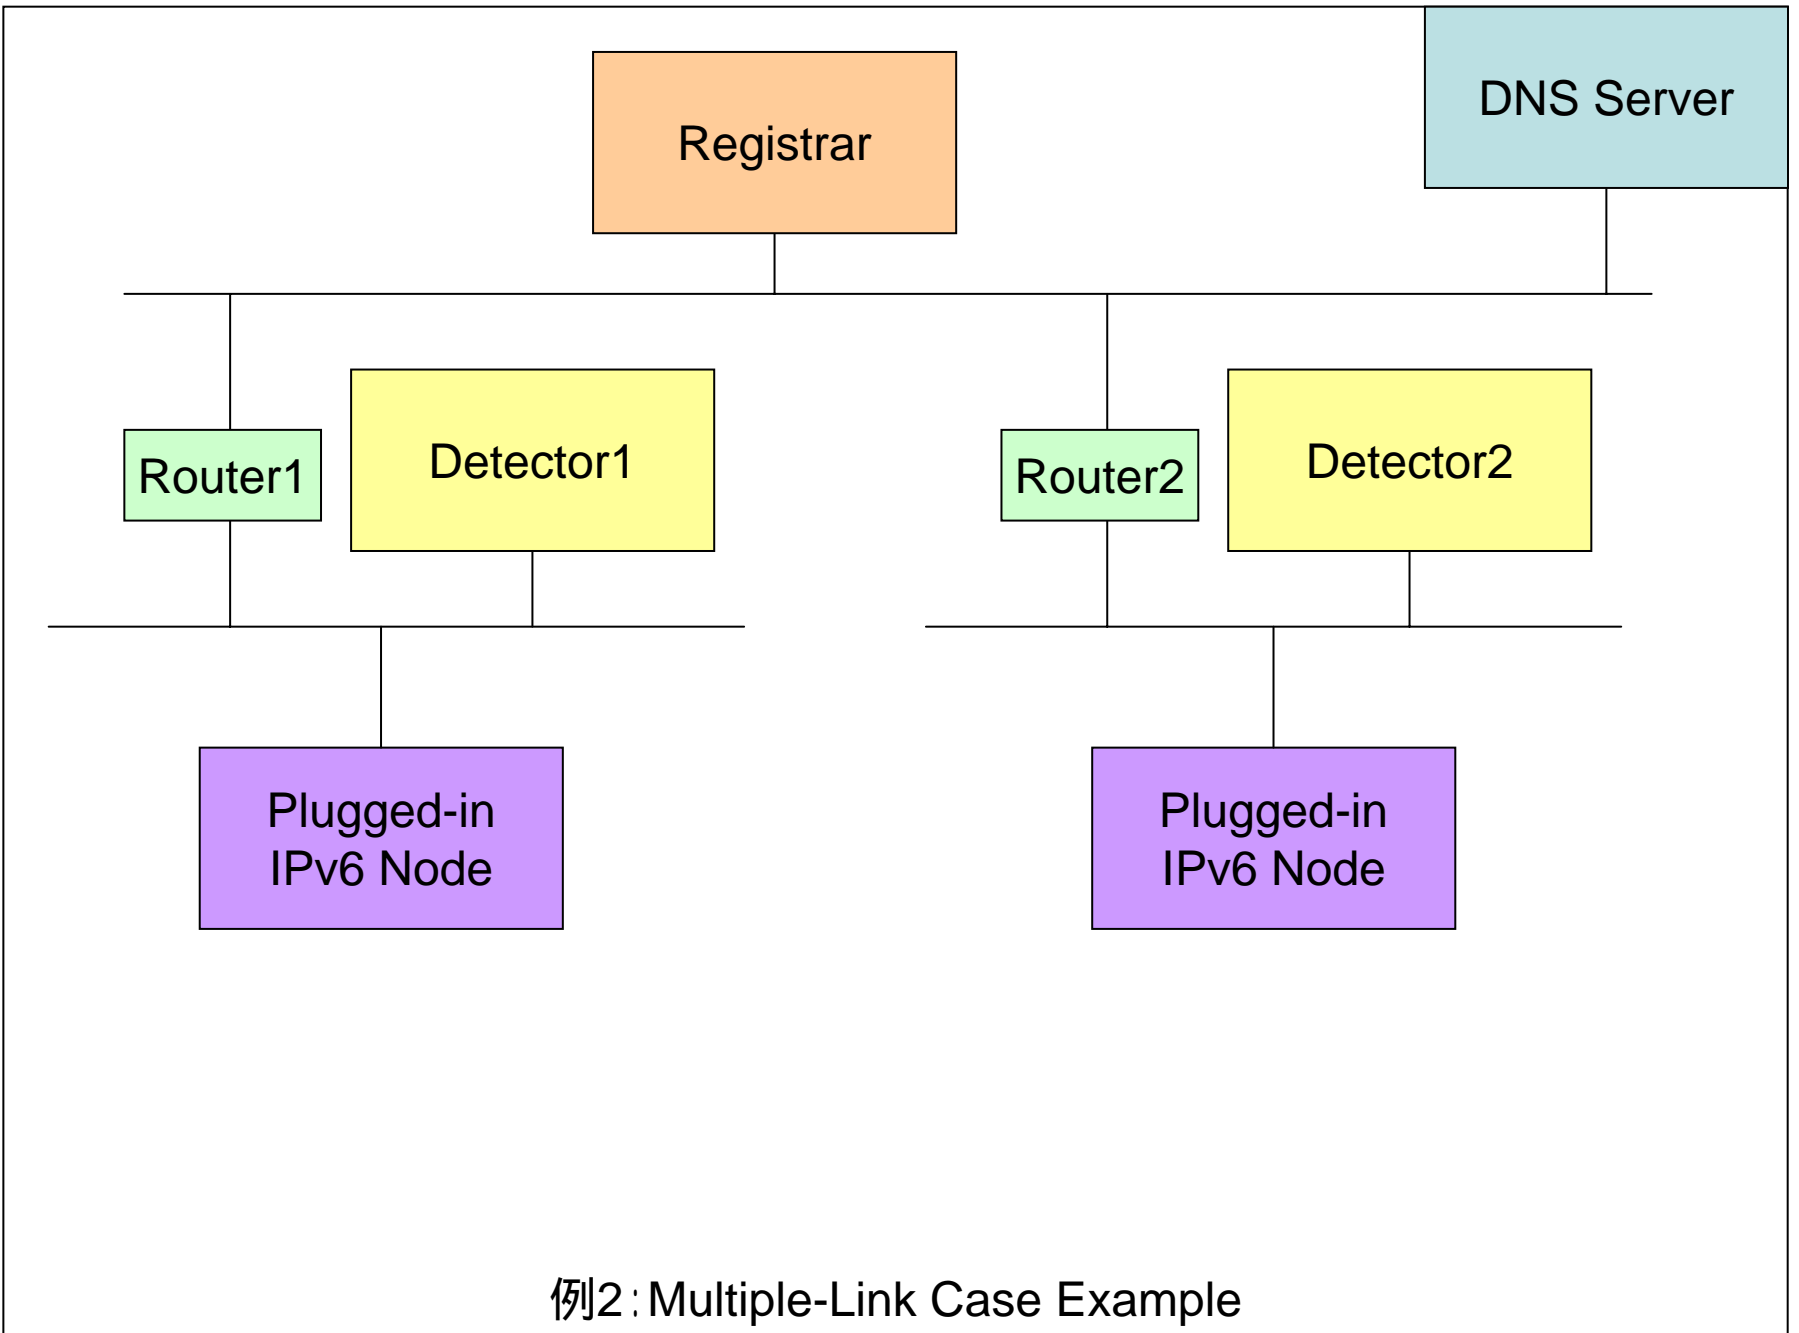 DNS Server
Registrar
Router1
Detector1
Router2
Detector2
Plugged-in
IPv6 Node
Plugged-in
IPv6 Node
例2：Multiple-Link Case Example